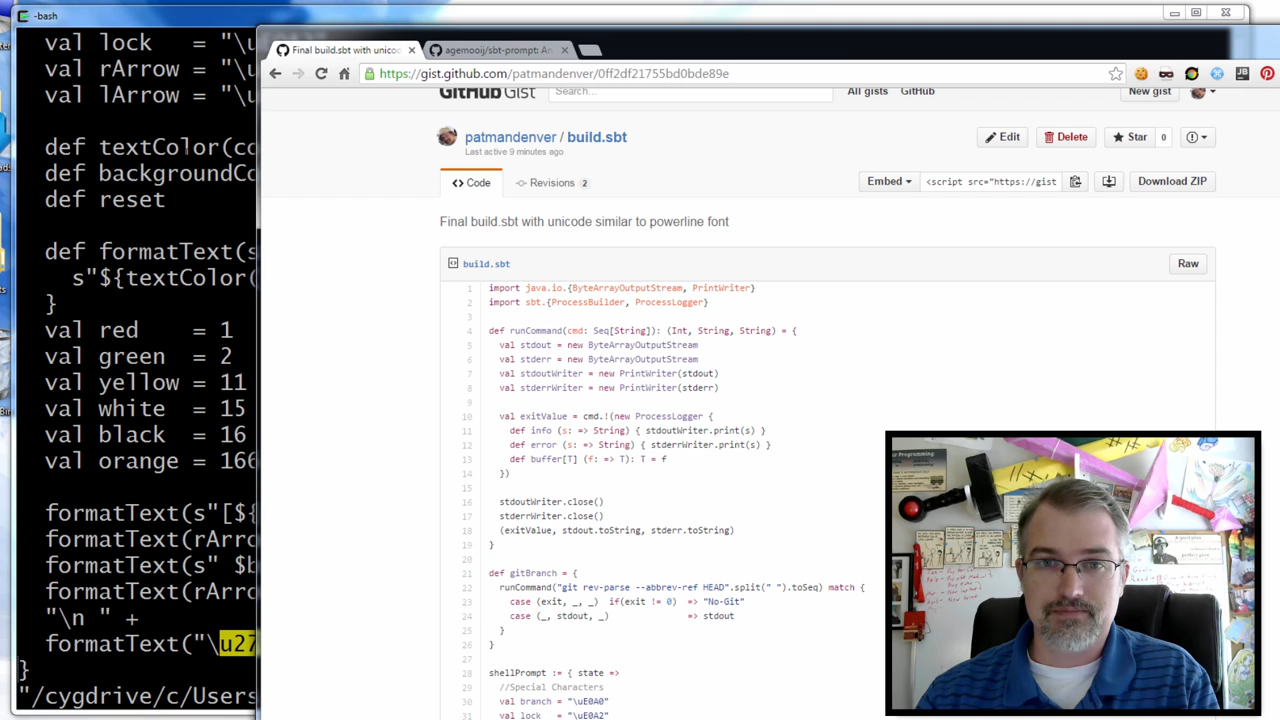 -bash
val lock   = "\u
val rArrow = "\u
val lArrow = "\u
def textColor(co
def backgroundCo
def reset
def formatText(s
s"${textColor(
}
val red    = 1
val green  = 2
val yellow = 11
val white  = 15
val black  = 16
val orange = 166
formatText(s"[${
formatText(rArro
formatText(s" $b
formatText(rArro
"\n " +
formatText("\u27
}
"/cygdrive/c/Users
Final build.sbt with unico
agemooij/sbt-prompt: An
https://gist.github.com/patmandenver/0ff2df21755bd0bde89e
JB
GitHub Gist
Search...
All gists
GitHub
New gist
patmandenver / build.sbt
Last active 9 minutes ago
Edit
Delete
Star
0
Code
Revisions 2
Embed
<script src="https://gist
Download ZIP
Final build.sbt with unicode similar to powerline font
build.sbt
Raw
1 import java.io.{ByteArrayOutputStream, PrintWriter}
2 import sbt.{ProcessBuilder, ProcessLogger}
3
4 def runCommand(cmd: Seq[String]): (Int, String, String) = {
5   val stdout = new ByteArrayOutputStream
6   val stderr = new ByteArrayOutputStream
7   val stdoutWriter = new PrintWriter(stdout)
8   val stderrWriter = new PrintWriter(stderr)
9
10   val exitValue = cmd.!(new ProcessLogger {
11     def info (s: => String) { stdoutWriter.print(s) }
12     def error (s: => String) { stderrWriter.print(s) }
13     def buffer[T] (f: => T): T = f
14   })
15
16   stdoutWriter.close()
17   stderrWriter.close()
18   (exitValue, stdout.toString, stderr.toString)
19 }
20
21 def gitBranch = {
22   runCommand("git rev-parse --abbrev-ref HEAD".split(" ").toSeq) match {
23     case (exit, _, _)  if(exit != 0)  => "No-Git"
24     case (_, stdout, _)               => stdout
25   }
26 }
27
28 shellPrompt := { state =>
29   //Special Characters
30   val branch = "\uE0A0"
31   val lock   = "\uE0A2"